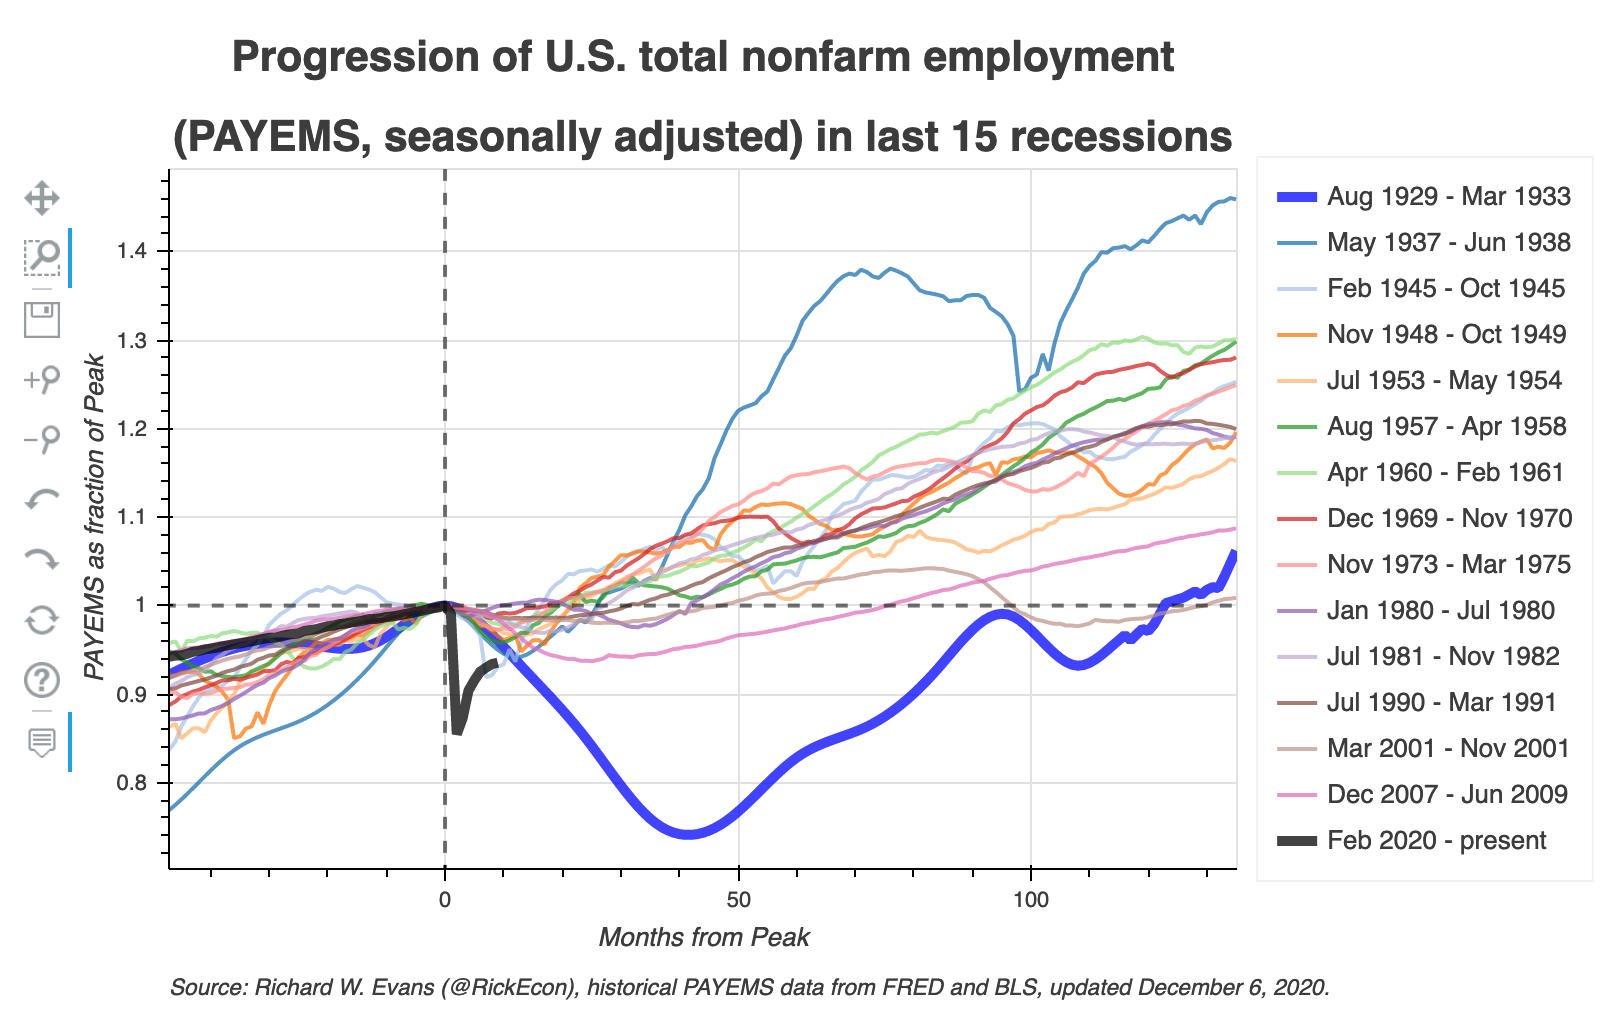 Progression of U.S. total nonfarm employment
(PAYEMS, seasonally adjusted) in last 15 recessions
PAYEMS as fraction of Peak
1.4
1.3
1.2
1.1
1
0.9
0.8
0
50
100
Months from Peak
Aug 1929 - Mar 1933
May 1937 - Jun 1938
Feb 1945 - Oct 1945
Nov 1948 - Oct 1949
Jul 1953 - May 1954
Aug 1957 - Apr 1958
Apr 1960 - Feb 1961
Dec 1969 - Nov 1970
Nov 1973 - Mar 1975
Jan 1980 - Jul 1980
Jul 1981 - Nov 1982
Jul 1990 - Mar 1991
Mar 2001 - Nov 2001
Dec 2007 - Jun 2009
Feb 2020 - present
Source: Richard W. Evans (@RickEcon), historical PAYEMS data from FRED and BLS, updated December 6, 2020.